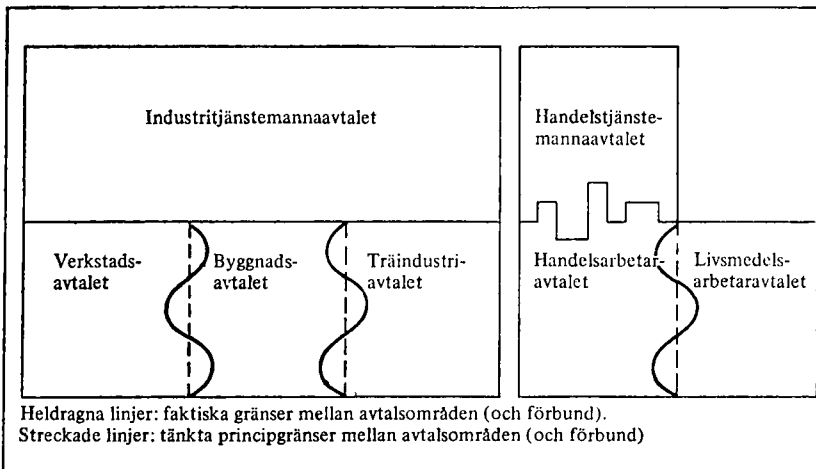 Industritjänstemannaavtalet
Handelstjänste-
mannaavtalet
Verkstads-
avtalet
Byggnads-
avtalet
Träindustri-
avtalet
Handelsarbetar-
avtalet
Livsmedels-
arbetaravtalet
Heldragna linjer: faktiska gränser mellan avtalsområden (och förbund).
Streckade linjer: tänkta principgränser mellan avtalsområden (och förbund)